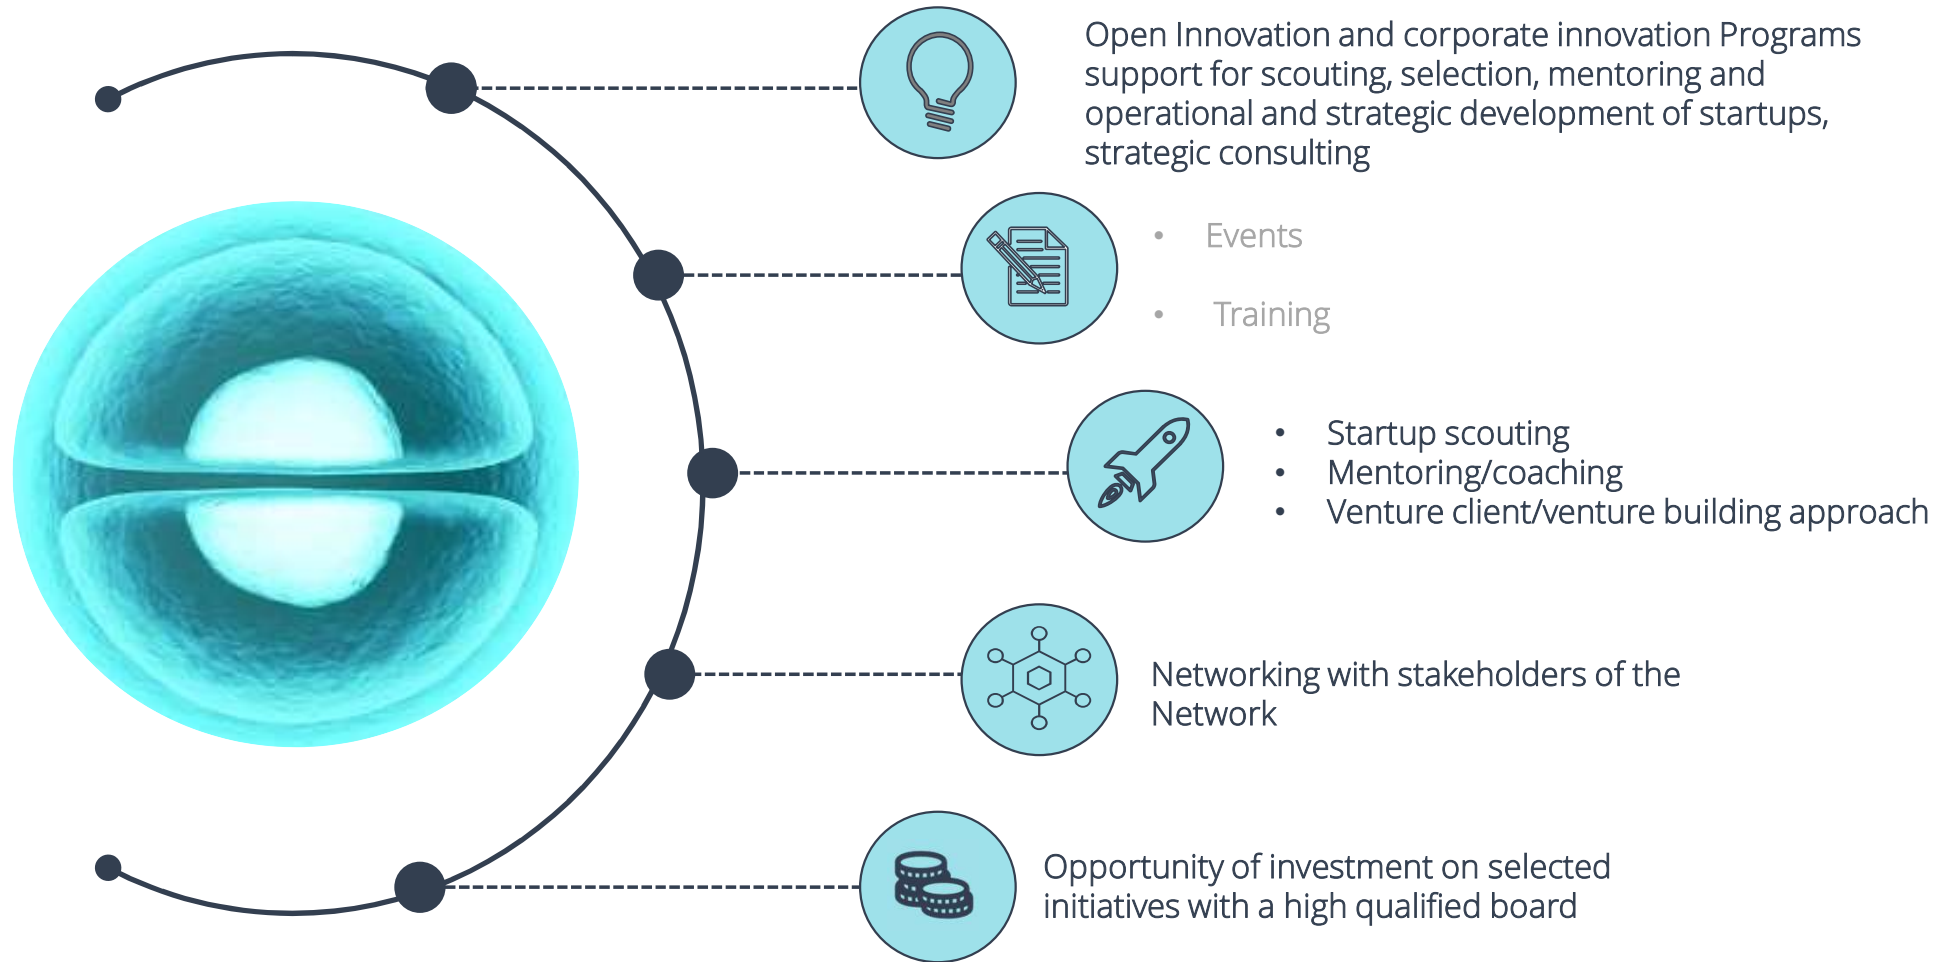 Open Innovation and corporate innovation Programs
support for scouting, selection, mentoring and
operational and strategic development of startups,
strategic consulting
• Events
• Training
• Startup scouting
• Mentoring/coaching
• Venture client/venture building approach
Networking with stakeholders of the
Network
Opportunity of investment on selected
initiatives with a high qualified board